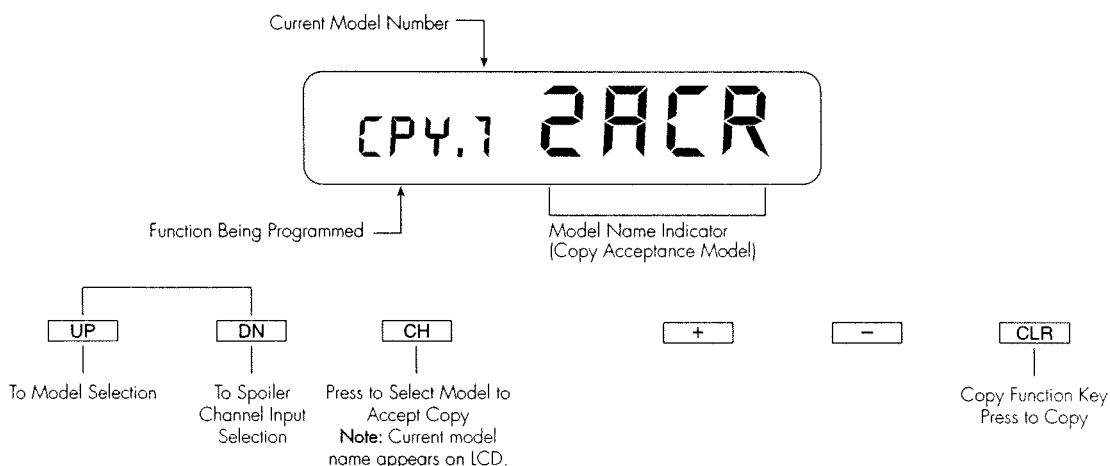 Current Model Number
CPY.1 2ACR
Function Being Programmed
Model Name Indicator
(Copy Acceptance Model)
UP
DN
CH
+
−
CLR
To Model Selection
To Spoiler
Channel Input
Selection
Press to Select Model to
Accept Copy
Note: Current model
name appears on LCD.
Copy Function Key
Press to Copy